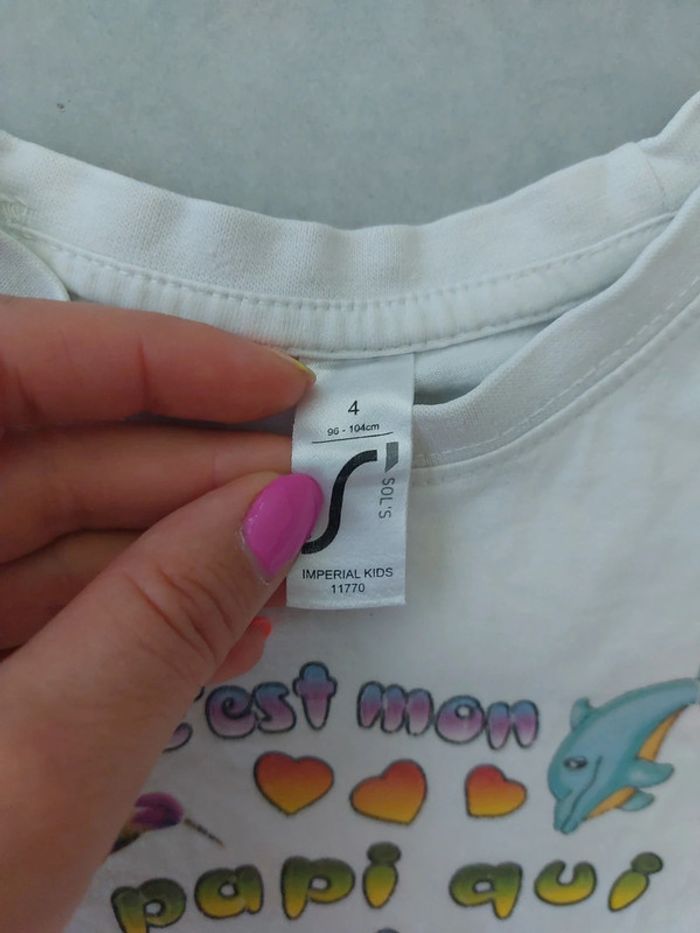 4
96 - 104cm
SOL'S
IMPERIAL KIDS
11770
c'est mon
papi qui